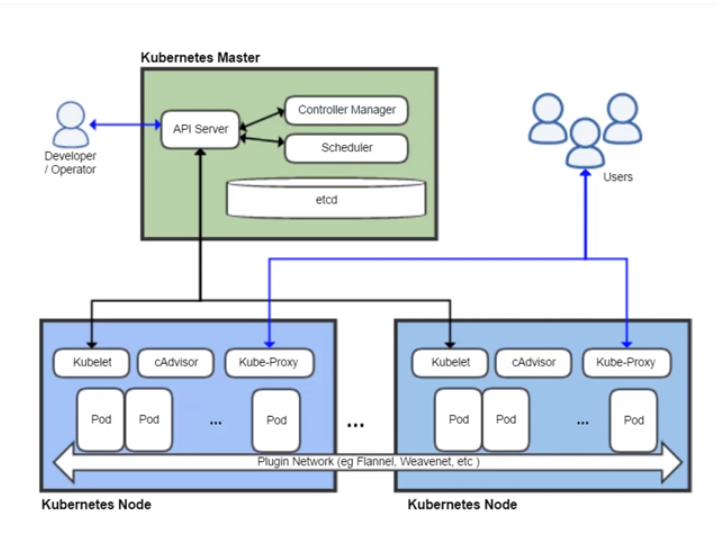 Kubernetes Master
Controller Manager
API Server
Scheduler
Developer
/ Operator
Users
etcd
Kubelet
cAdvisor
Kube-Proxy
Pod
Pod
...
Pod
...
Kubelet
cAdvisor
Kube-Proxy
Pod
Pod
...
Pod
Plugin Network (eg Flannel, Weavenet, etc )
Kubernetes Node
Kubernetes Node